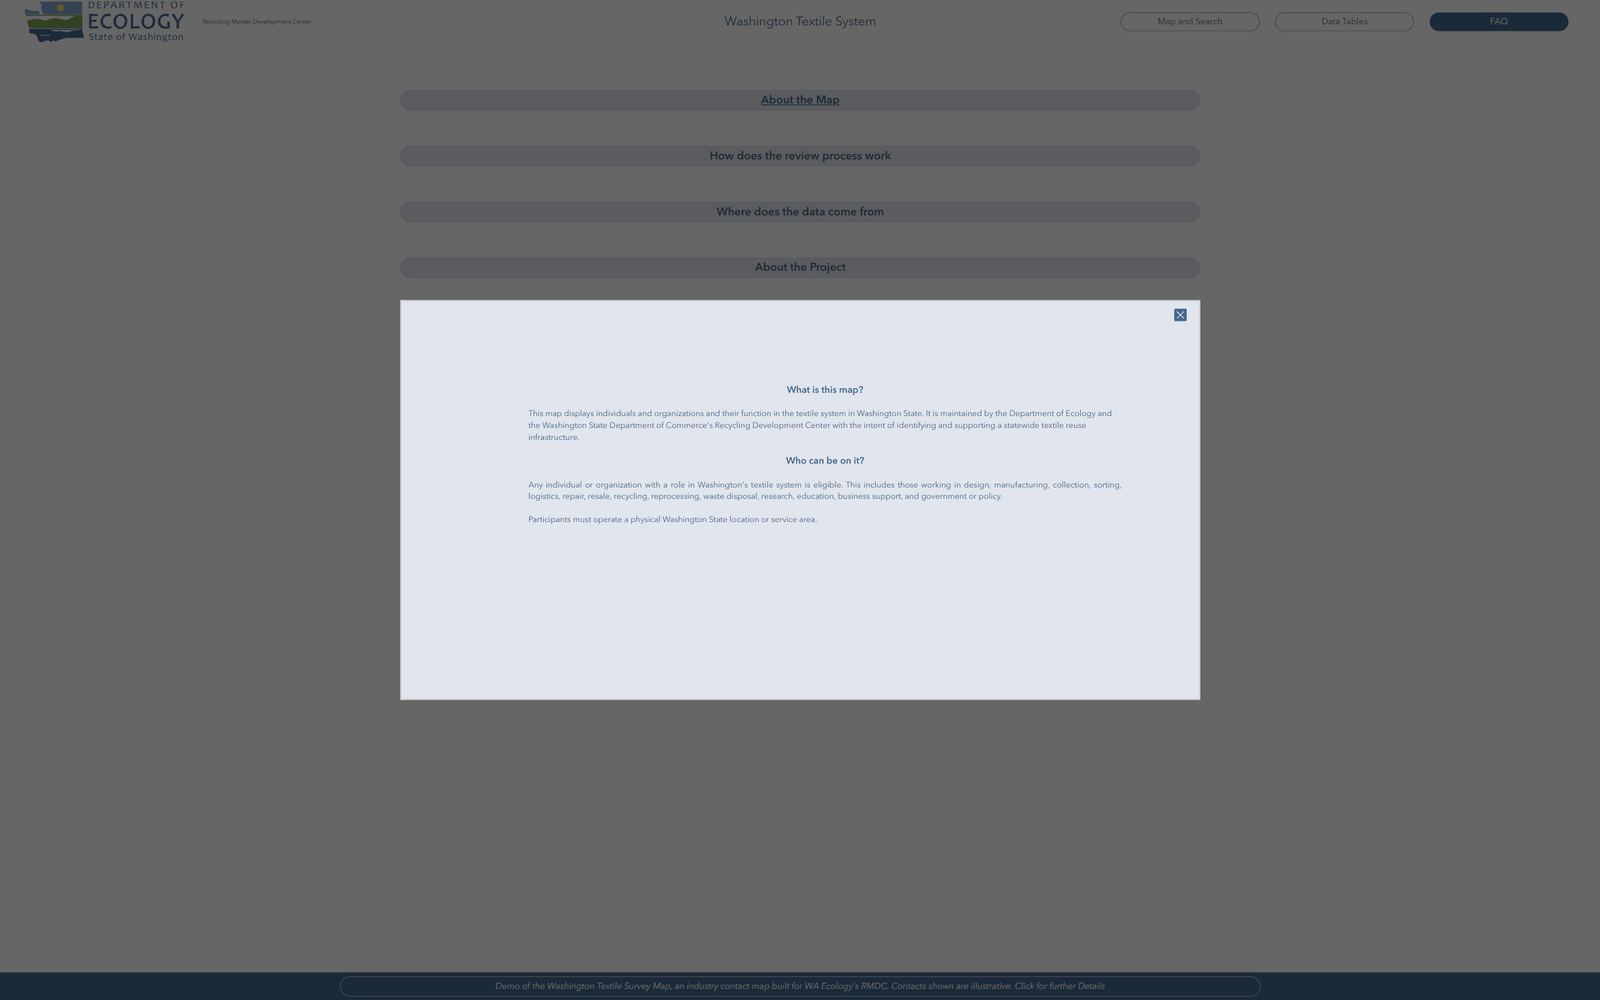 DEPARTMENT OF
ECOLOGY
State of Washington
Recycling Market Development Center
Washington Textile System
Map and Search
Data Tables
FAQ
About the Map
How does the review process work
Where does the data come from
About the Project
What is this map?
This map displays individuals and organizations and their function in the textile system in Washington State. It is maintained by the Department of Ecology and
the Washington State Department of Commerce's Recycling Development Center with the intent of identifying and supporting a statewide textile reuse
infrastructure.
Who can be on it?
Any individual or organization with a role in Washington's textile system is eligible. This includes those working in design, manufacturing, collection, sorting,
logistics, repair, resale, recycling, reprocessing, waste disposal, research, education, business support, and government or policy.
Participants must operate a physical Washington State location or service area.
Demo of the Washington Textile Survey Map, an industry contact map built for WA Ecology's RMDC. Contacts shown are illustrative. Click for further Details